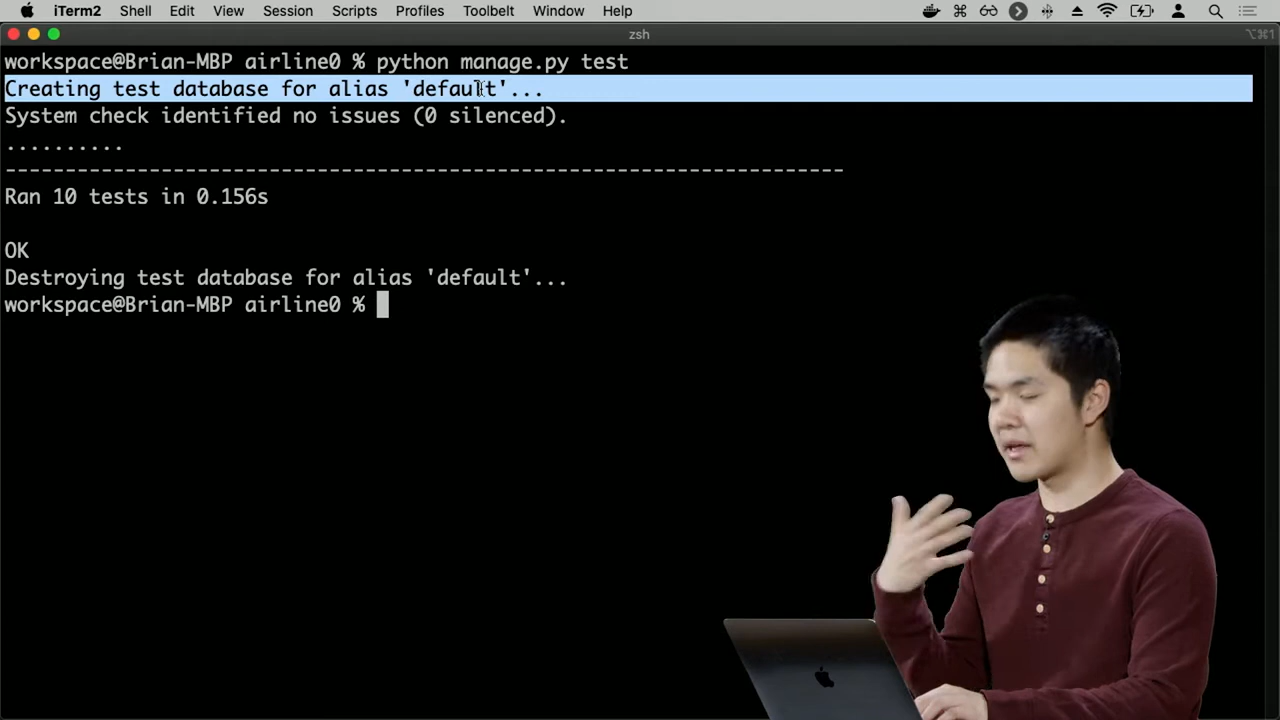 iTerm2 Shell Edit View Session Scripts Profiles Toolbelt Window Help
zsh
⌥⌘1
workspace@Brian-MBP airline0 % python manage.py test
Creating test database for alias 'default'...
System check identified no issues (0 silenced).
..........
----------------------------------------------------------------------
Ran 10 tests in 0.156s
OK
Destroying test database for alias 'default'...
workspace@Brian-MBP airline0 %